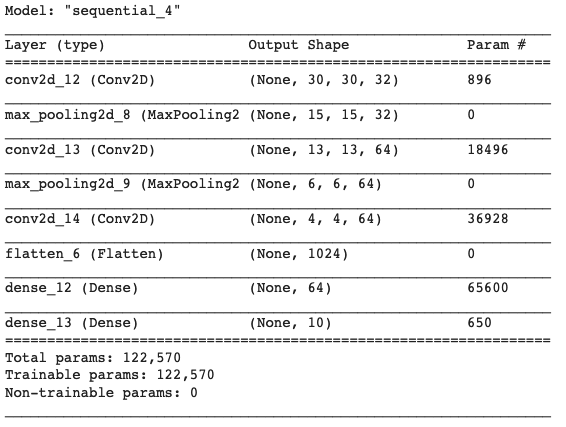 Model: "sequential_4"
Layer (type) Output Shape Param #
conv2d_12 (Conv2D) (None, 30, 30, 32) 896
max_pooling2d_8 (MaxPooling2 (None, 15, 15, 32) 0
conv2d_13 (Conv2D) (None, 13, 13, 64) 18496
max_pooling2d_9 (MaxPooling2 (None, 6, 6, 64) 0
conv2d_14 (Conv2D) (None, 4, 4, 64) 36928
flatten_6 (Flatten) (None, 1024) 0
dense_12 (Dense) (None, 64) 65600
dense_13 (Dense) (None, 10) 650
Total params: 122,570
Trainable params: 122,570
Non-trainable params: 0